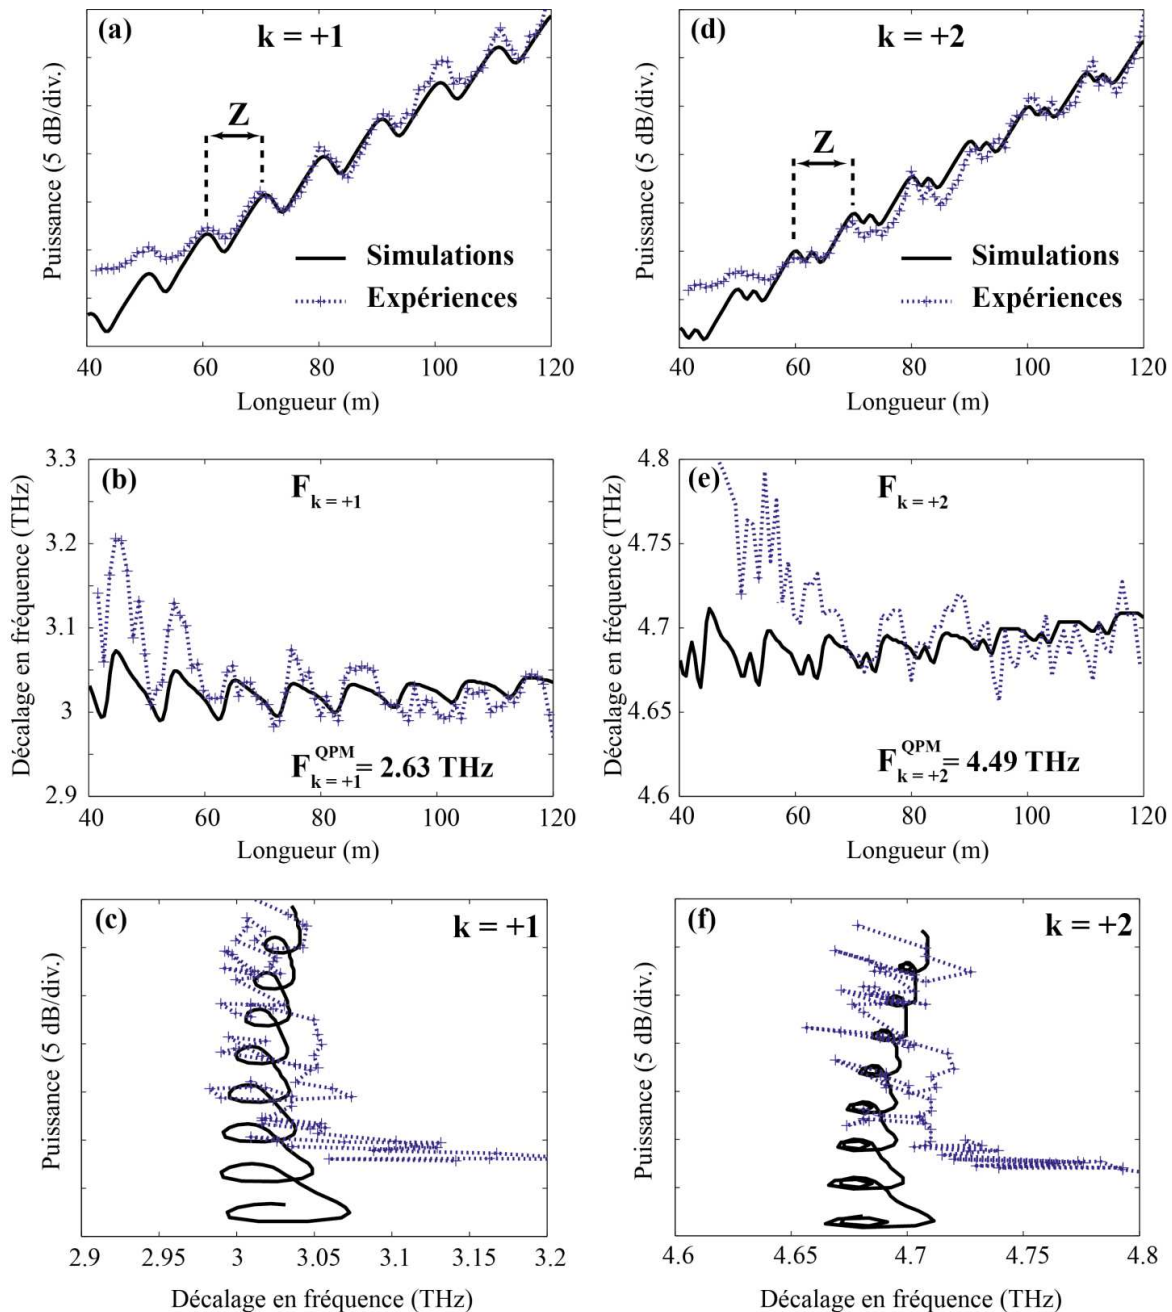 (a)
k = +1
Z
Simulations
Expériences
Puissance (5 dB/div.)
40 60 80 100 120
Longueur (m)
(d)
k = +2
Z
Simulations
Expériences
Puissance (5 dB/div.)
40 60 80 100 120
Longueur (m)
(b)
F k = +1
F QPM k = +1 = 2.63 THz
Décalage en fréquence (THz)
3.3
3.2
3.1
3
2.9
40 60 80 100 120
Longueur (m)
(e)
F k = +2
F QPM k = +2 = 4.49 THz
Décalage en fréquence (THz)
4.8
4.75
4.7
4.65
4.6
40 60 80 100 120
Longueur (m)
(c)
k = +1
Puissance (5 dB/div.)
2.9 2.95 3 3.05 3.1 3.15 3.2
Décalage en fréquence (THz)
(f)
k = +2
Puissance (5 dB/div.)
4.6 4.65 4.7 4.75 4.8
Décalage en fréquence (THz)